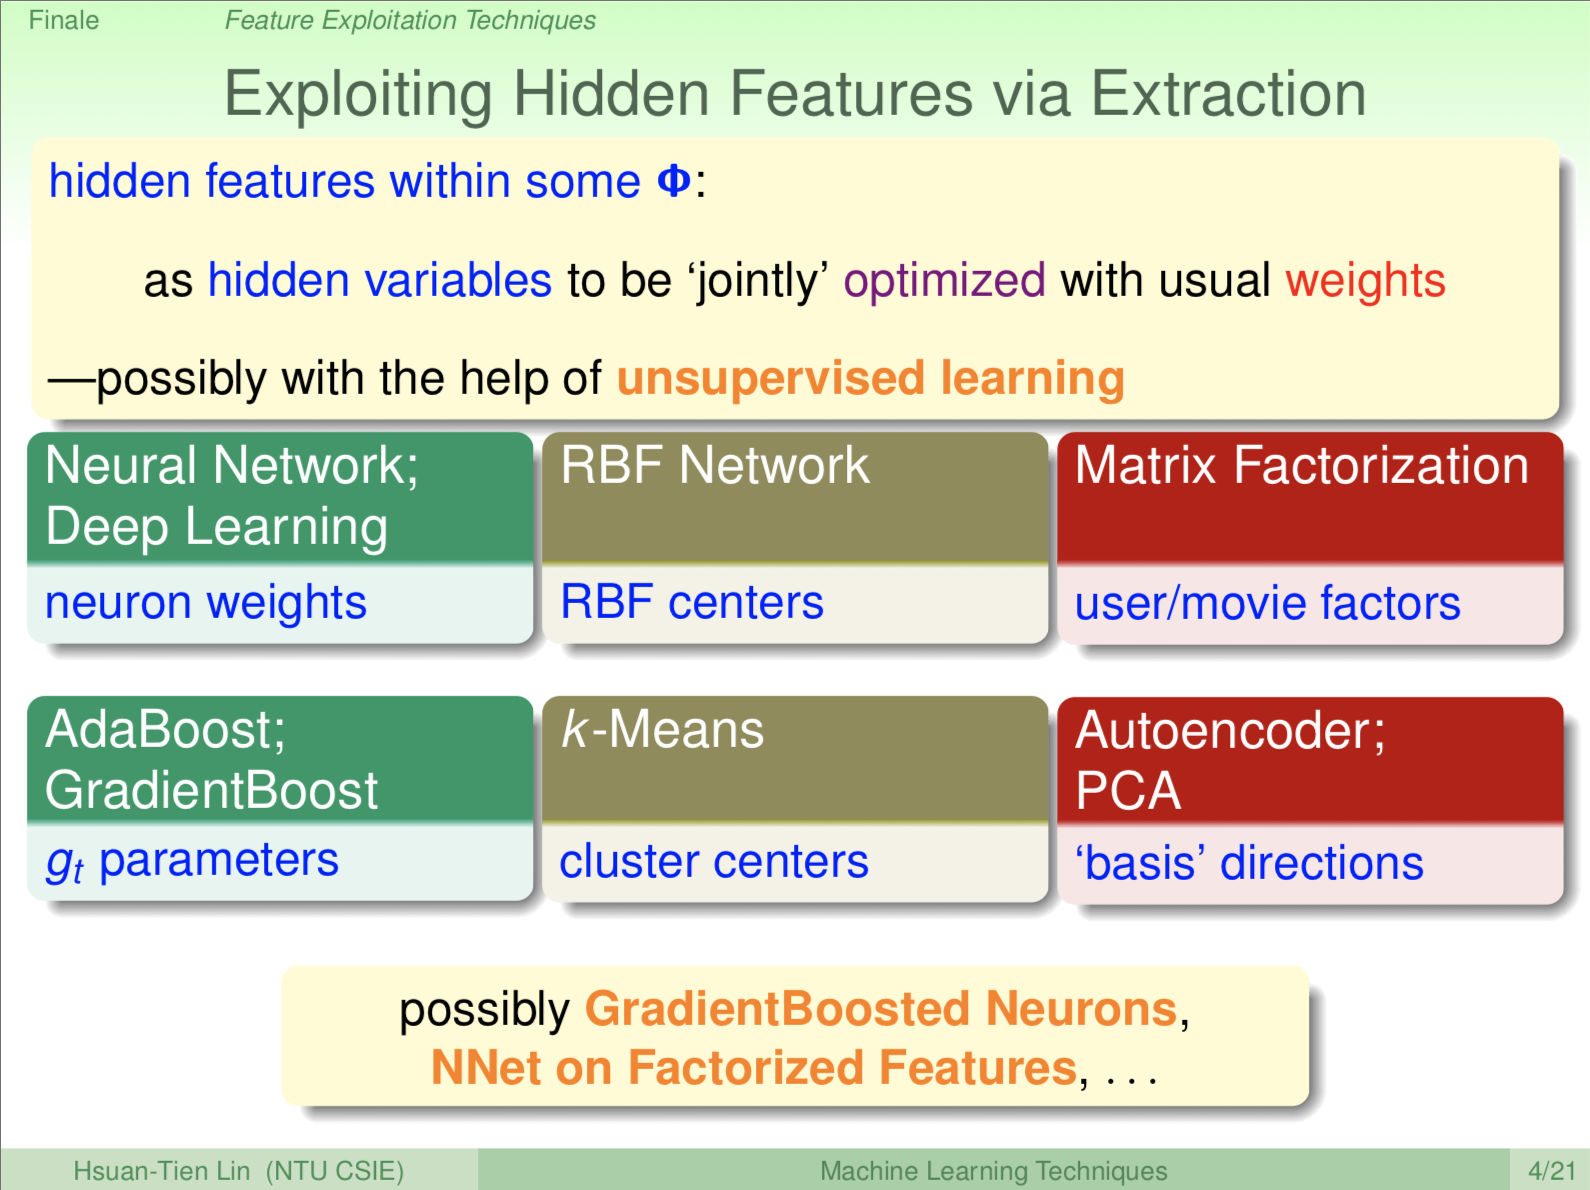 Finale Feature Exploitation Techniques
Exploiting Hidden Features via Extraction
hidden features within some Φ:
as hidden variables to be ‘jointly’ optimized with usual weights
—possibly with the help of unsupervised learning
Neural Network;
Deep Learning
neuron weights
RBF Network
RBF centers
Matrix Factorization
user/movie factors
AdaBoost;
GradientBoost
gₜ parameters
k-Means
cluster centers
Autoencoder;
PCA
‘basis’ directions
possibly GradientBoosted Neurons,
NNet on Factorized Features, . . .
Hsuan-Tien Lin (NTU CSIE) Machine Learning Techniques 4/21